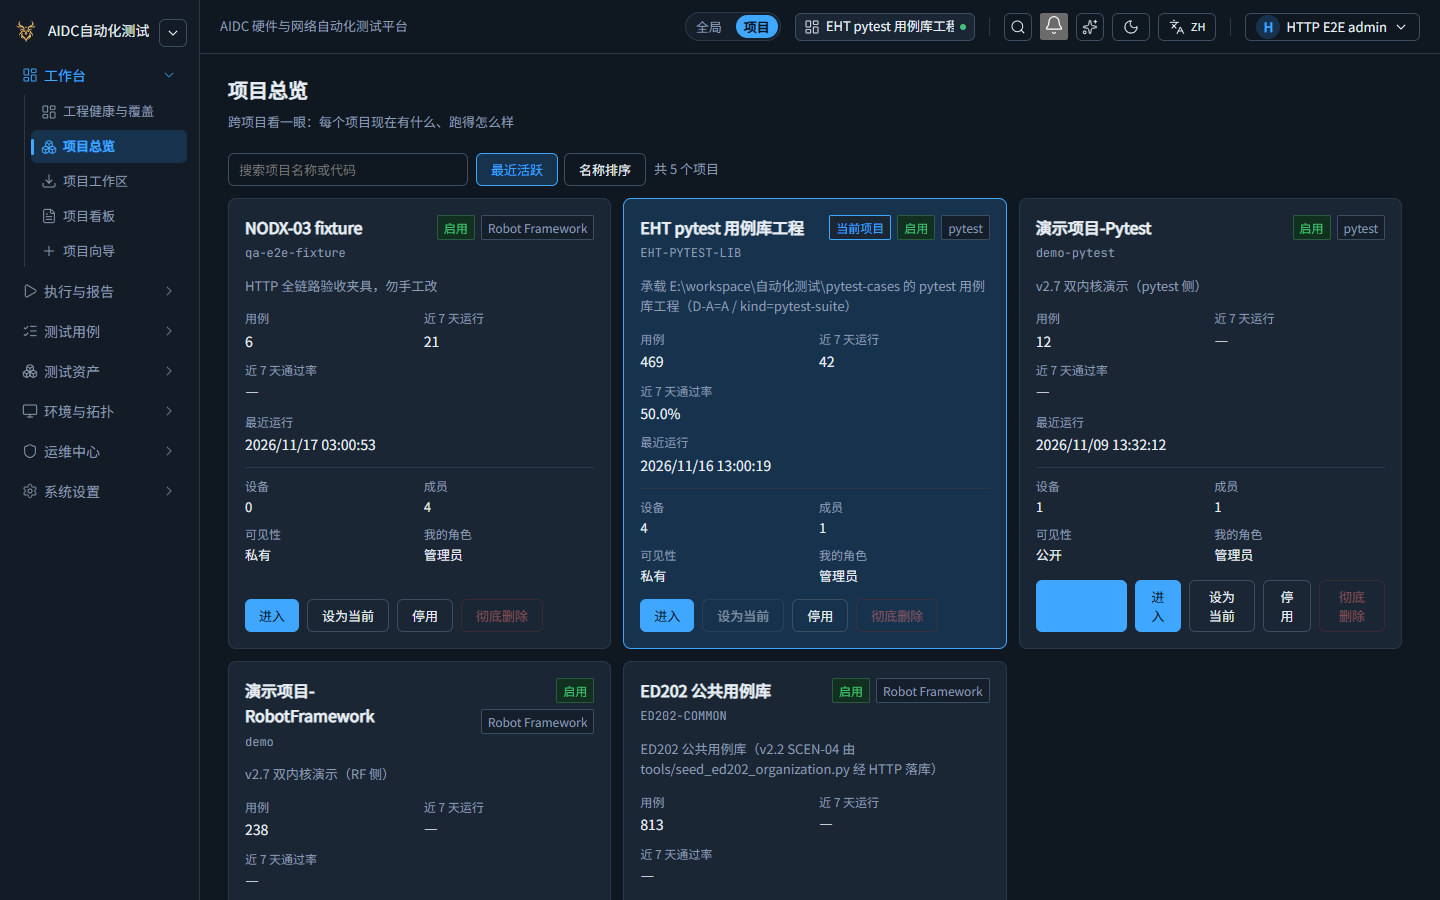 AIDC自动化测试
AIDC 硬件与网络自动化测试平台
全局
项目
EHT pytest 用例库工程
ZH
H
HTTP E2E admin
工作台
工程健康与覆盖
项目总览
项目工作区
项目看板
项目向导
执行与报告
测试用例
测试资产
环境与拓扑
运维中心
系统设置
项目总览
跨项目看一眼：每个项目现在有什么、跑得怎么样
搜索项目名称或代码
最近活跃
名称排序
共 5 个项目
NODX-03 fixture
启用
Robot Framework
qa-e2e-fixture
HTTP 全链路验收夹具，勿手工改
用例
近 7 天运行
6
21
近 7 天通过率
—
最近运行
2026/11/17 03:00:53
设备
成员
0
4
可见性
我的角色
私有
管理员
进入
设为当前
停用
彻底删除
EHT pytest 用例库工程
当前项目
启用
pytest
EHT-PYTEST-LIB
承载 E:\workspace\自动化测试\pytest-cases 的 pytest 用例
库工程（D-A=A / kind=pytest-suite）
用例
近 7 天运行
469
42
近 7 天通过率
50.0%
最近运行
2026/11/16 13:00:19
设备
成员
4
1
可见性
我的角色
私有
管理员
进入
设为当前
停用
彻底删除
演示项目-Pytest
启用
pytest
demo-pytest
v2.7 双内核演示（pytest 侧）
用例
近 7 天运行
12
—
近 7 天通过率
—
最近运行
2026/11/09 13:32:12
设备
成员
1
1
可见性
我的角色
公开
管理员
进
入
设为
当前
停
用
彻底
删除
演示项目-
RobotFramework
启用
Robot Framework
demo
v2.7 双内核演示（RF 侧）
用例
近 7 天运行
238
—
近 7 天通过率
—
ED202 公共用例库
启用
Robot Framework
ED202-COMMON
ED202 公共用例库（v2.2 SCEN-04 由
tools/seed_ed202_organization.py 经 HTTP 落库）
用例
近 7 天运行
813
—
近 7 天通过率
—